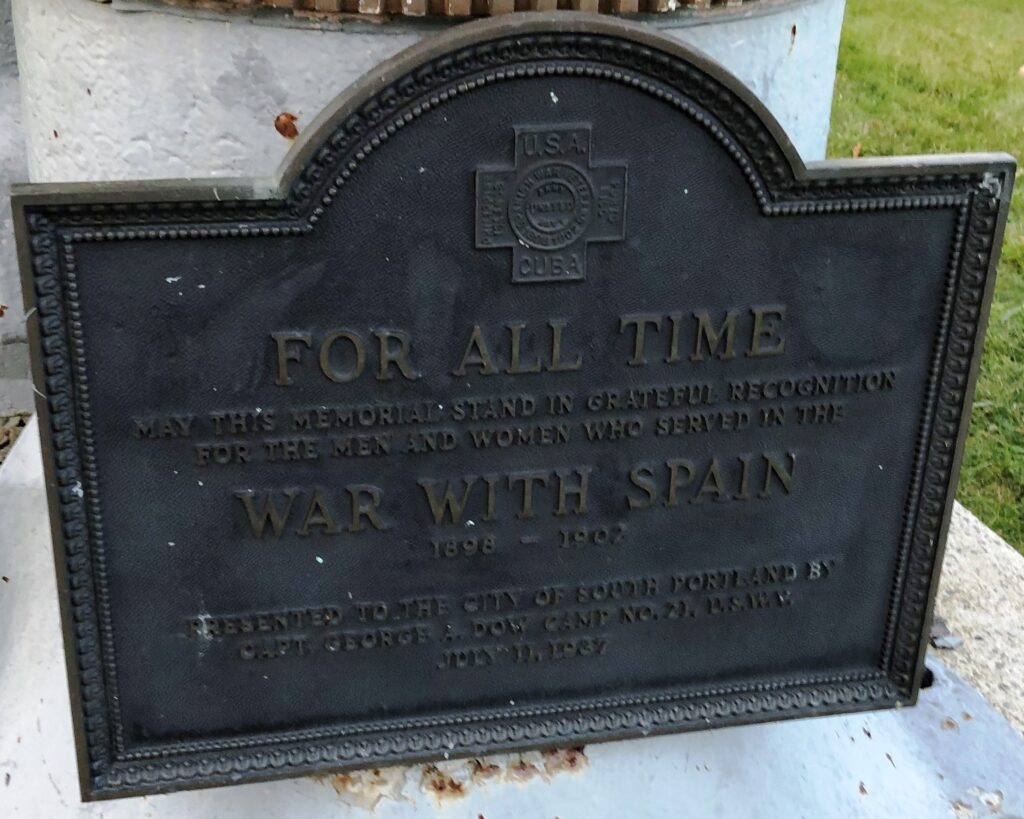 U.S.A.
CUBA
FOR ALL TIME
MAY THIS MEMORIAL STAND IN GRATEFUL RECOGNITION
FOR THE MEN AND WOMEN WHO SERVED IN THE
WAR WITH SPAIN
1898 - 1902
PRESENTED TO THE CITY OF SOUTH PORTLAND BY
CAPT. GEORGE A. DOW CAMP NO. 21, U.S.W.V.
JULY 11, 1937